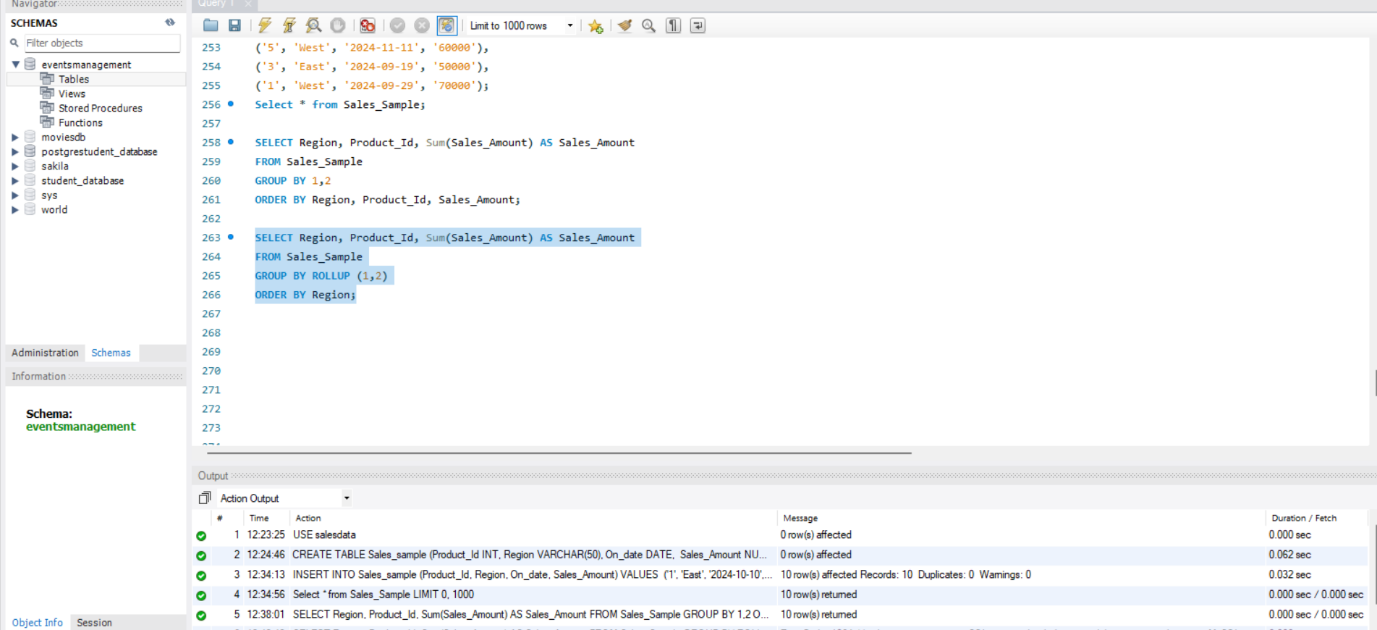 Navigator
SCHEMAS
Filter objects
eventsmanagement
Tables
Views
Stored Procedures
Functions
moviesdb
postgrestudent_database
sakila
student_database
sys
world
Administration Schemas
Information
Schema:
eventsmanagement
Object Info Session
Query 1
Limit to 1000 rows
253 ('5', 'West', '2024-11-11', '60000'),
254 ('3', 'East', '2024-09-19', '50000'),
255 ('1', 'West', '2024-09-29', '70000');
256 Select * from Sales_Sample;
257
258 SELECT Region, Product_Id, Sum(Sales_Amount) AS Sales_Amount
259 FROM Sales_Sample
260 GROUP BY 1,2
261 ORDER BY Region, Product_Id, Sales_Amount;
262
263 SELECT Region, Product_Id, Sum(Sales_Amount) AS Sales_Amount
264 FROM Sales_Sample
265 GROUP BY ROLLUP (1,2)
266 ORDER BY Region;
267
268
269
270
271
272
273
Output
Action Output
# Time Action Message Duration / Fetch
1 12:23:25 USE salesdata 0 row(s) affected 0.000 sec
2 12:24:46 CREATE TABLE Sales_sample (Product_Id INT, Region VARCHAR(50), On_date DATE, Sales_Amount NU... 0 row(s) affected 0.062 sec
3 12:34:13 INSERT INTO Sales_sample (Product_Id, Region, On_date, Sales_Amount) VALUES ('1', 'East', '2024-10-10',... 10 row(s) affected Records: 10 Duplicates: 0 Warnings: 0 0.032 sec
4 12:34:56 Select * from Sales_Sample LIMIT 0, 1000 10 row(s) returned 0.000 sec / 0.000 sec
5 12:38:01 SELECT Region, Product_Id, Sum(Sales_Amount) AS Sales_Amount FROM Sales_Sample GROUP BY 1,2 O... 10 row(s) returned 0.000 sec / 0.000 sec